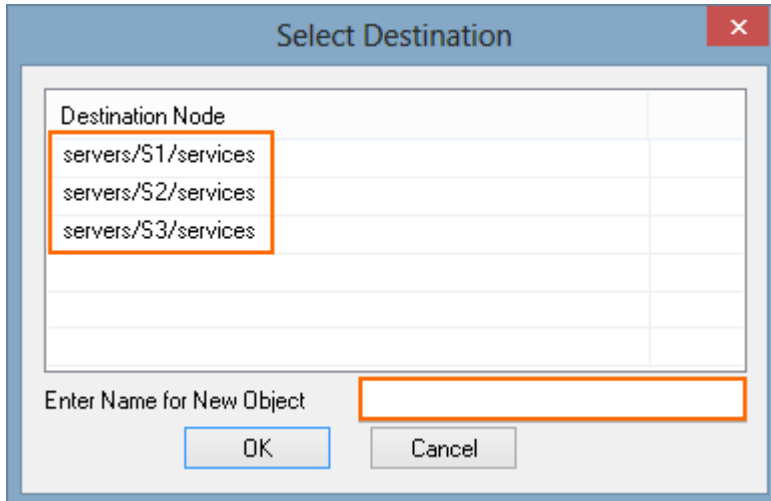 Select Destination
Destination Node
servers/S1/services
servers/S2/services
servers/S3/services
Enter Name for New Object
OK Cancel